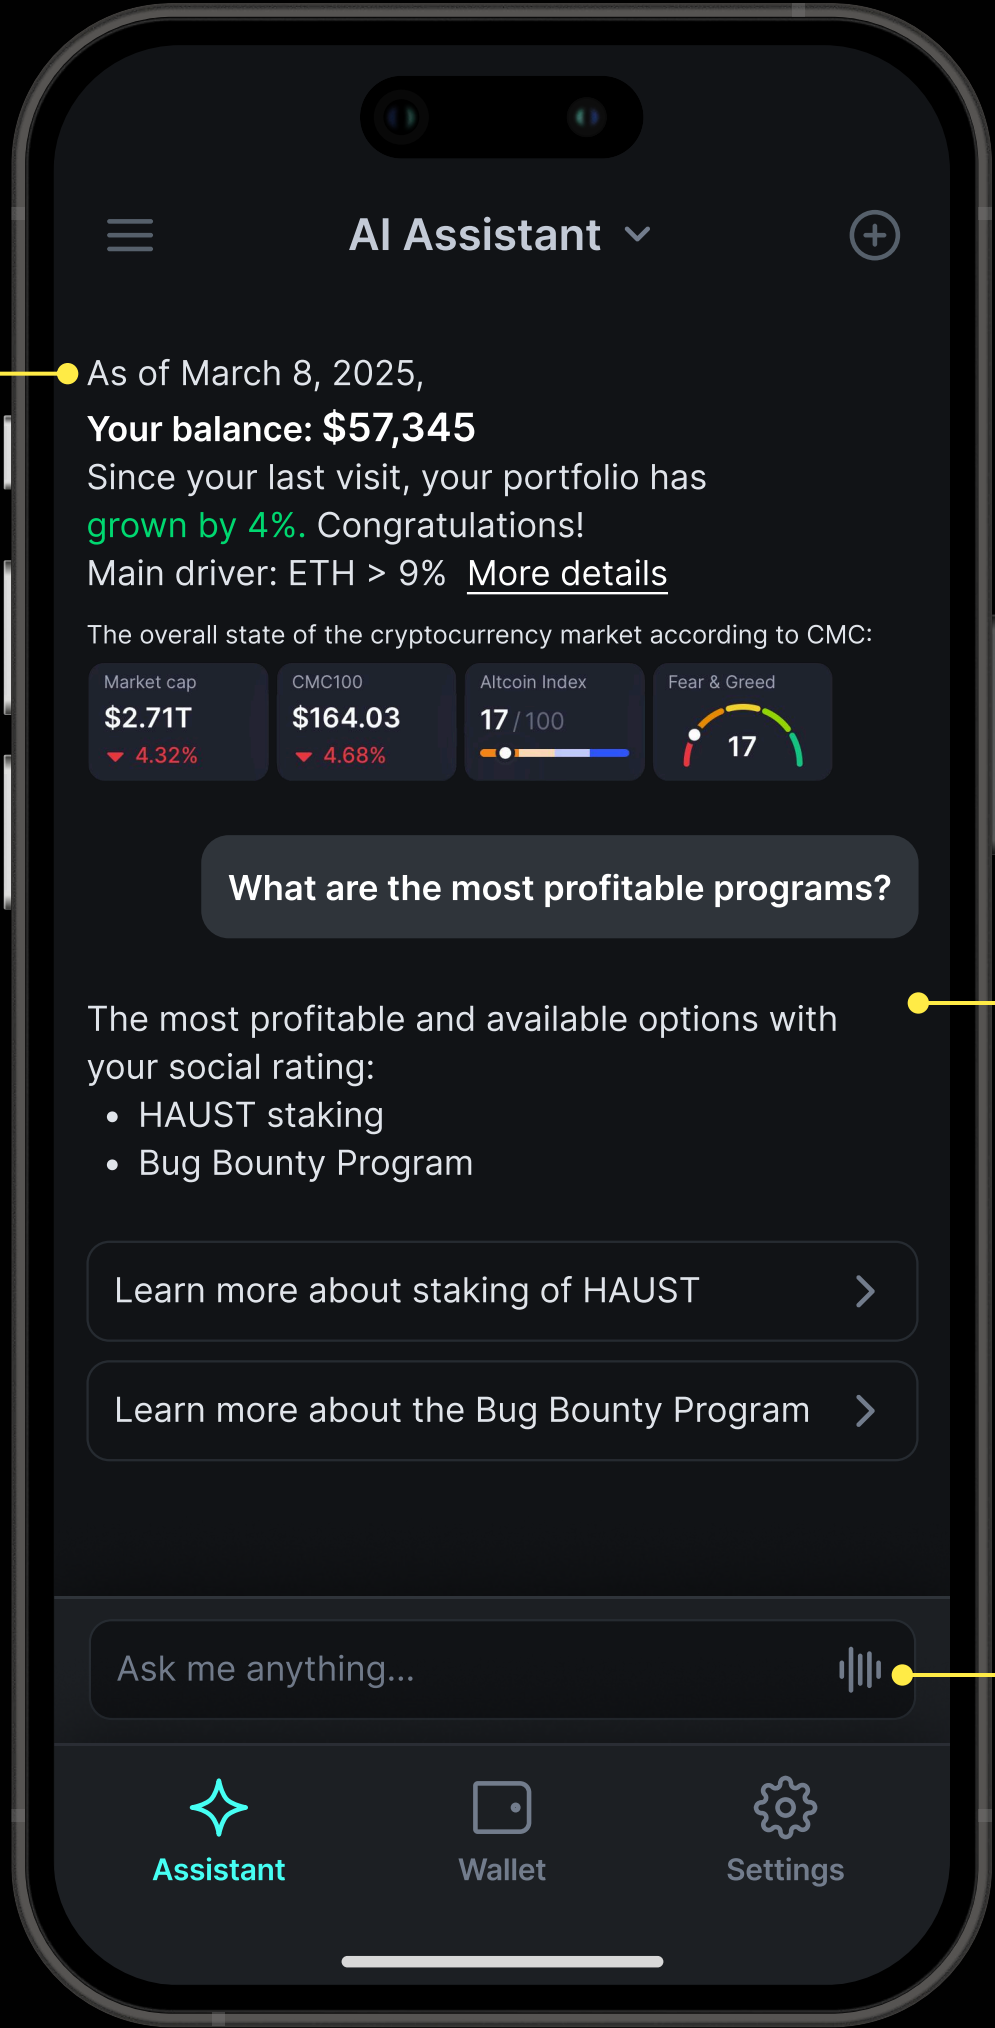 AI Assistant
As of March 8, 2025,
Your balance: $57,345
Since your last visit, your portfolio has
grown by 4%. Congratulations!
Main driver: ETH > 9% More details
The overall state of the cryptocurrency market according to CMC:
Market cap
$2.71T
4.32%
CMC100
$164.03
4.68%
Altcoin Index
17 / 100
Fear & Greed
17
What are the most profitable programs?
The most profitable and available options with
your social rating:
• HAUST staking
• Bug Bounty Program
Learn more about staking of HAUST
Learn more about the Bug Bounty Program
Ask me anything...
Assistant
Wallet
Settings